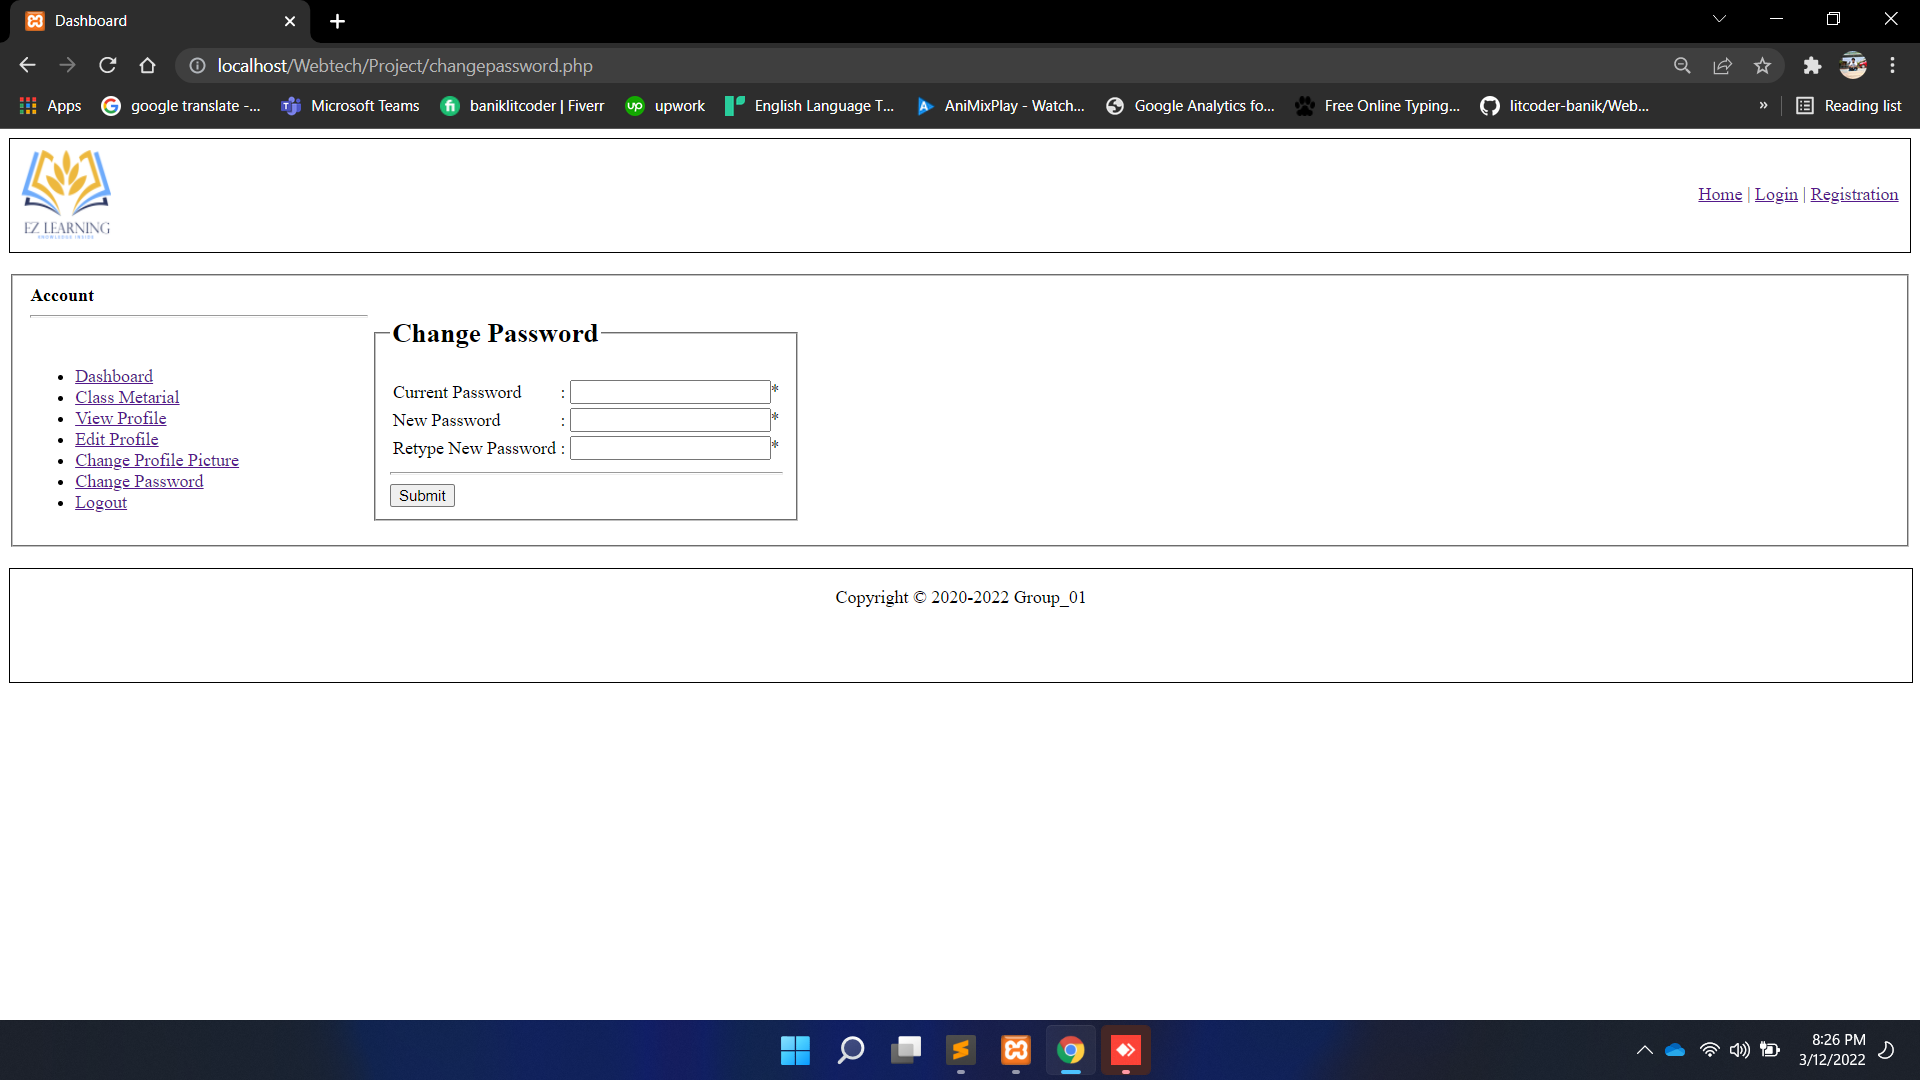 Dashboard
localhost/Webtech/Project/changepassword.php
Apps
google translate -...
Microsoft Teams
baniklitcoder | Fiverr
up
upwork
English Language T...
AniMixPlay - Watch...
Google Analytics fo...
Free Online Typing...
litcoder-banik/Web...
»
Reading list
EZ LEARNING
KNOWLEDGE INSIDE
Home | Login | Registration
Account
Dashboard
Class Metarial
View Profile
Edit Profile
Change Profile Picture
Change Password
Logout
Change Password
Current Password : *
New Password : *
Retype New Password : *
Submit
Copyright © 2020-2022 Group_01
8:26 PM
3/12/2022